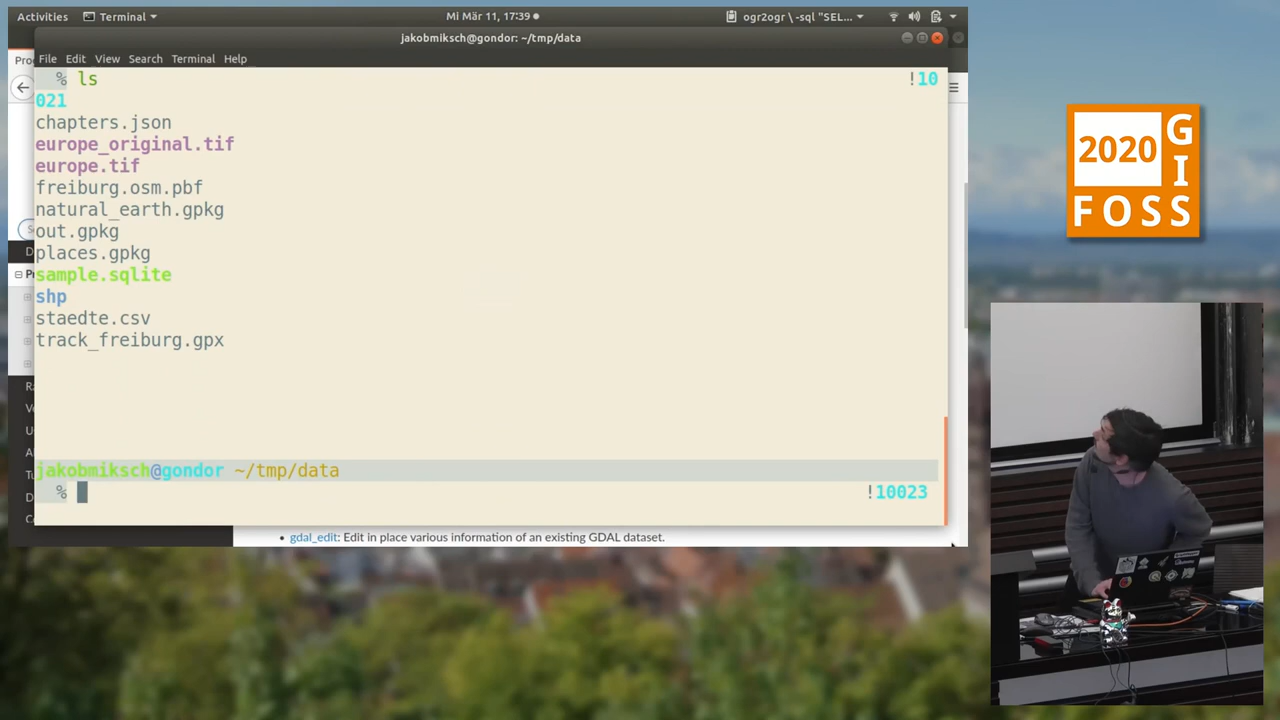 Activities Terminal Mi Mär 11, 17:39 ogr2ogr \ -sql "SEL...
jakobmiksch@gondor: ~/tmp/data
File Edit View Search Terminal Help
% ls !10
021
chapters.json
europe_original.tif
europe.tif
freiburg.osm.pbf
natural_earth.gpkg
out.gpkg
places.gpkg
sample.sqlite
shp
staedte.csv
track_freiburg.gpx
jakobmiksch@gondor ~/tmp/data
% !10023
• gdal_edit: Edit in place various information of an existing GDAL dataset.
2020 G
I
FOSS